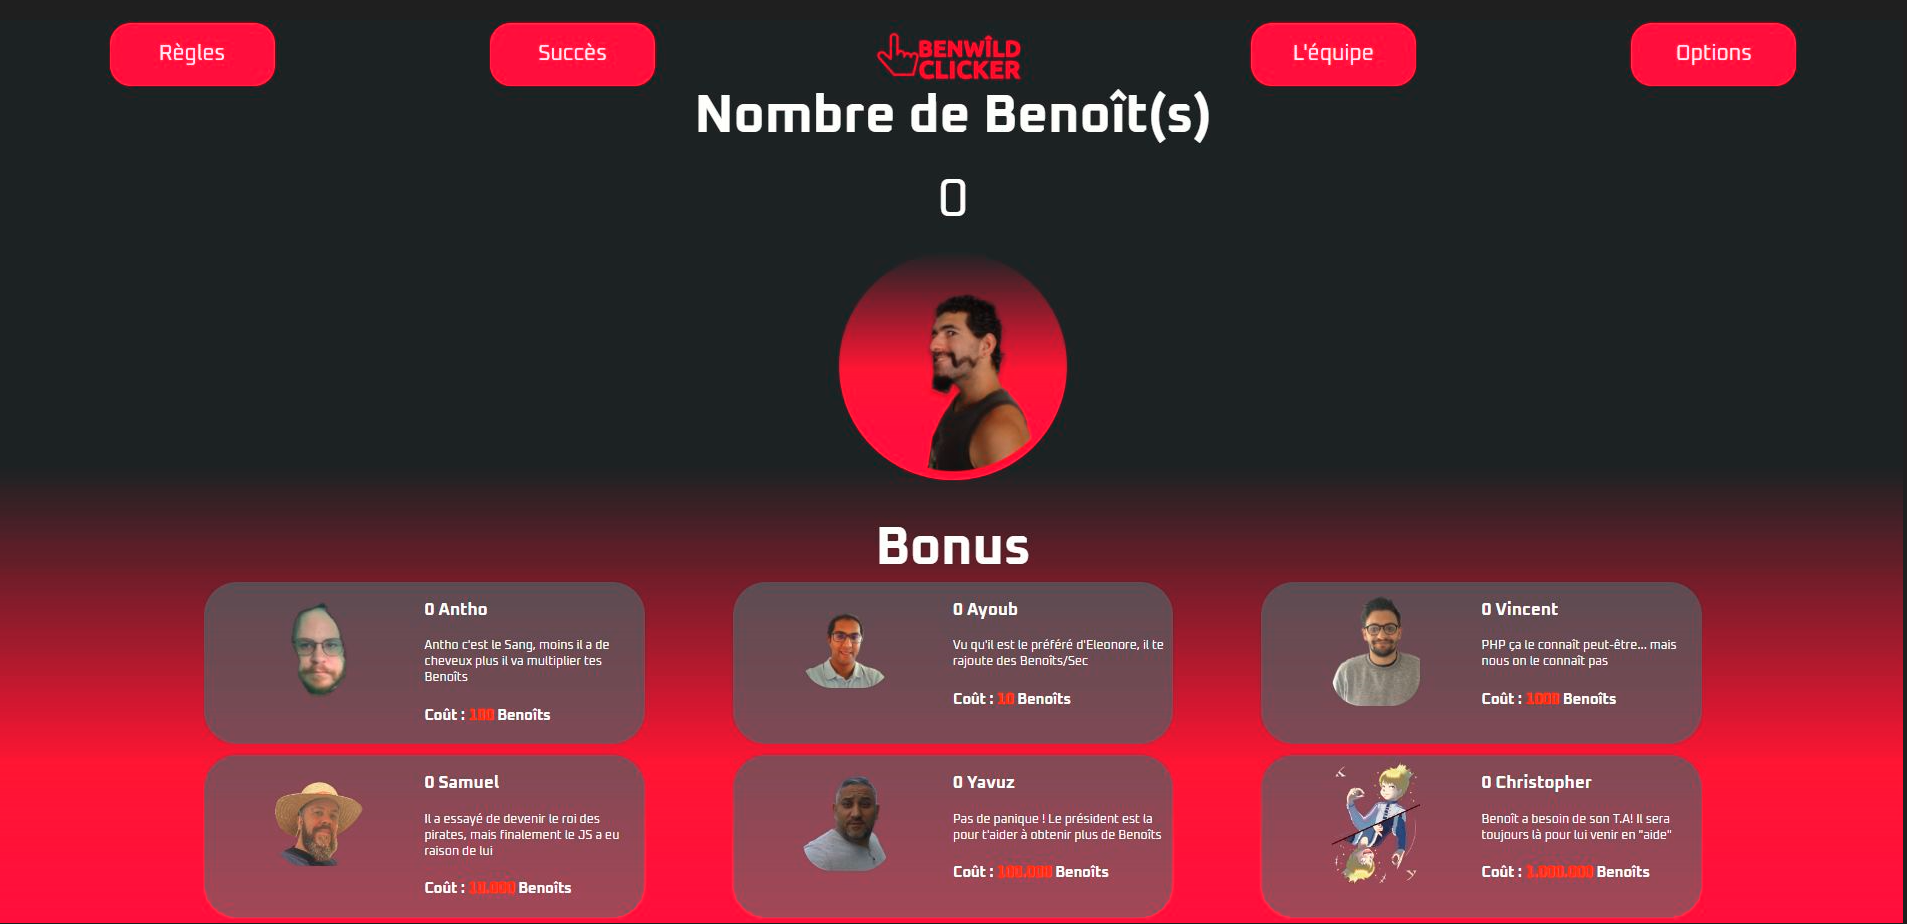 Règles
Succès
BENWÎLD
CLICKER
L'équipe
Options
Nombre de Benoît(s)
0
Bonus
0 Antho
Antho c'est le Sang, moins il a de
cheveux plus il va multiplier tes
Benoîts
Coût : 100 Benoîts
0 Ayoub
Vu qu'il est le préféré d'Eleonore, il te
rajoute des Benoîts/Sec
Coût : 10 Benoîts
0 Vincent
PHP ça le connaît peut-être... mais
nous on le connaît pas
Coût : 1000 Benoîts
0 Samuel
Il a essayé de devenir le roi des
pirates, mais finalement le JS a eu
raison de lui
Coût : 10.000 Benoîts
0 Yavuz
Pas de panique ! Le président est la
pour t'aider à obtenir plus de Benoîts
Coût : 100.000 Benoîts
0 Christopher
Benoît a besoin de son T.A! Il sera
toujours là pour lui venir en "aide"
Coût : 1.000.000 Benoîts